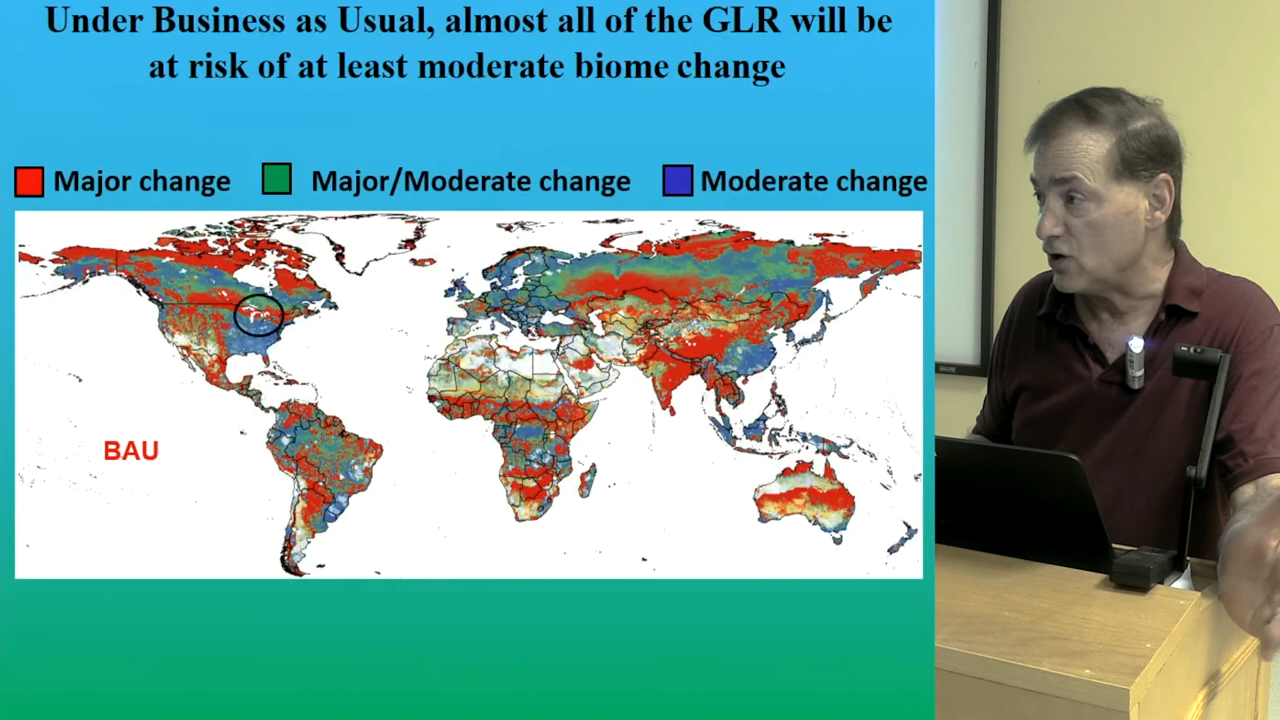 Under Business as Usual, almost all of the GLR will be
at risk of at least moderate biome change
Major change Major/Moderate change Moderate change
BAU